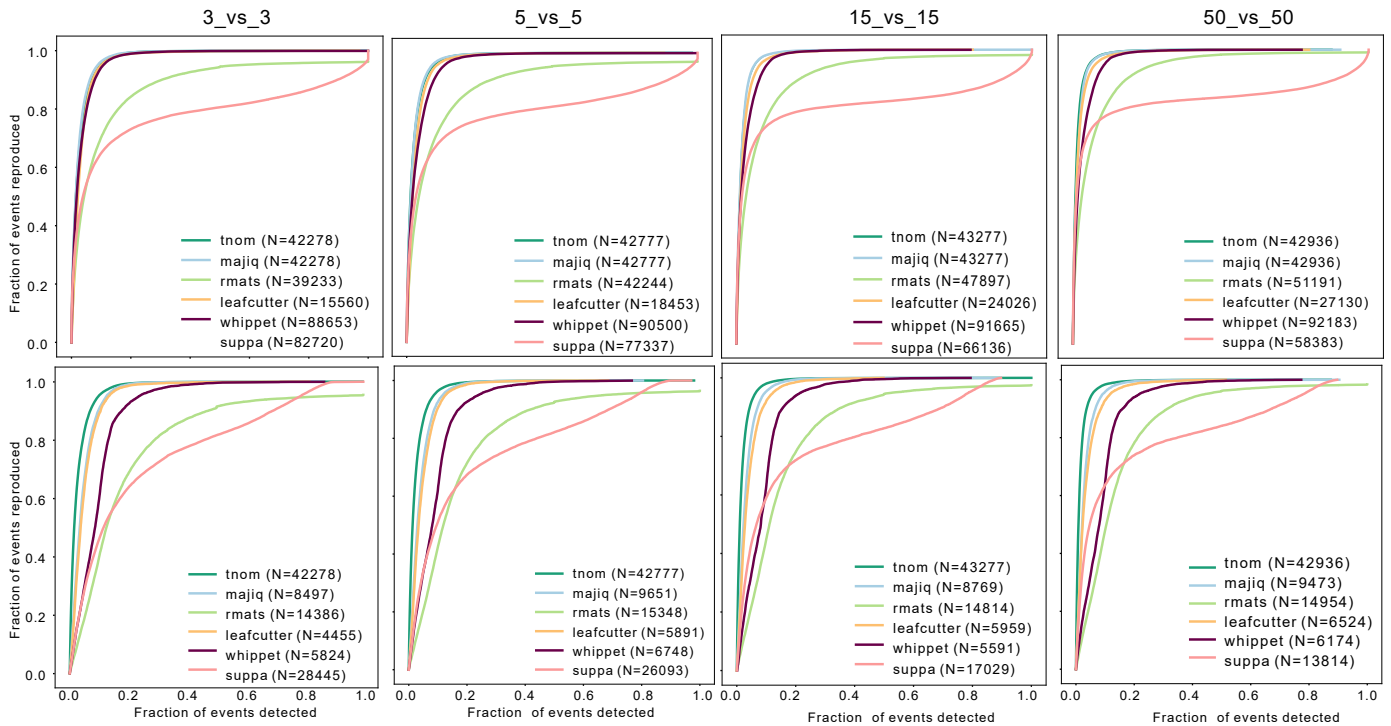 3_vs_3
5_vs_5
15_vs_15
50_vs_50
Fraction of events reproduced
1.0
0.8
0.6
0.4
0.2
0.0
tnom (N=42278)
majiq (N=42278)
rmats (N=39233)
leafcutter (N=15560)
whippet (N=88653)
suppa (N=82720)
tnom (N=42777)
majiq (N=42777)
rmats (N=42244)
leafcutter (N=18453)
whippet (N=90500)
suppa (N=77337)
tnom (N=43277)
majiq (N=43277)
rmats (N=47897)
leafcutter (N=24026)
whippet (N=91665)
suppa (N=66136)
tnom (N=42936)
majiq (N=42936)
rmats (N=51191)
leafcutter (N=27130)
whippet (N=92183)
suppa (N=58383)
Fraction of events reproduced
1.0
0.8
0.6
0.4
0.2
0.0
tnom (N=42278)
majiq (N=8497)
rmats (N=14386)
leafcutter (N=4455)
whippet (N=5824)
suppa (N=28445)
0.0 0.2 0.4 0.6 0.8 1.0
Fraction of events detected
tnom (N=42777)
majiq (N=9651)
rmats (N=15348)
leafcutter (N=5891)
whippet (N=6748)
suppa (N=26093)
0.0 0.2 0.4 0.6 0.8 1.0
Fraction of events detected
tnom (N=43277)
majiq (N=8769)
rmats (N=14814)
leafcutter (N=5959)
whippet (N=5591)
suppa (N=17029)
0.0 0.2 0.4 0.6 0.8 1.0
Fraction of events detected
tnom (N=42936)
majiq (N=9473)
rmats (N=14954)
leafcutter (N=6524)
whippet (N=6174)
suppa (N=13814)
0.0 0.2 0.4 0.6 0.8 1.0
Fraction of events detected